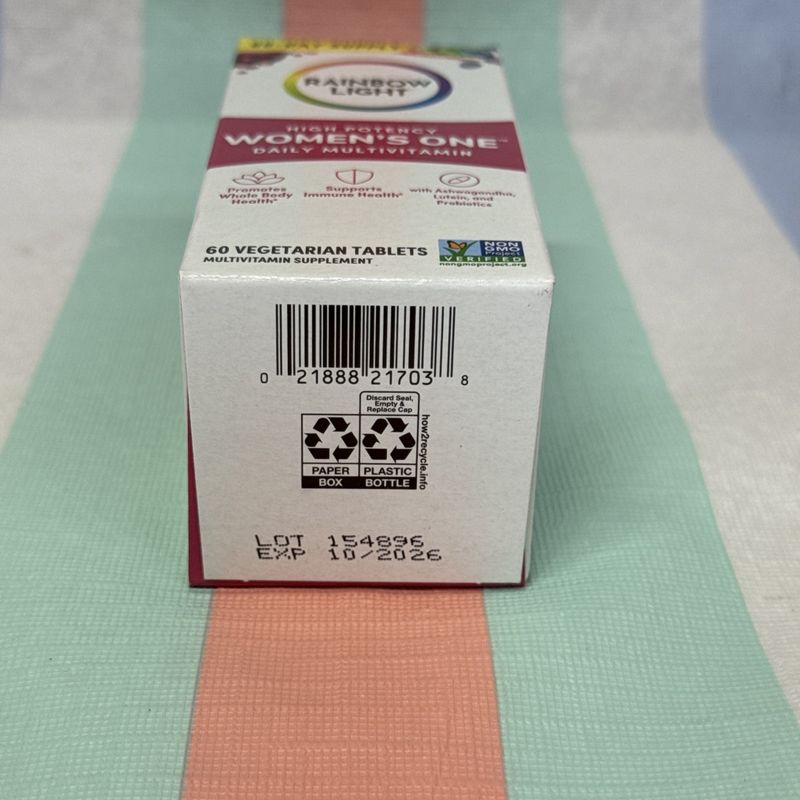 RAINBOW
LIGHT
HIGH POTENCY
WOMEN'S ONE™
DAILY MULTIVITAMIN
Promotes
Whole Body
Health*
Supports
Immune Health*
with Ashwagandha,
Lutein, and
Probiotics
60 VEGETARIAN TABLETS
MULTIVITAMIN SUPPLEMENT
NON
GMO
Project
VERIFIED
nongmoproject.org
0 21888 21703 8
Discard Seal,
Empty &
Replace Cap
PAPER
BOX
PLASTIC
BOTTLE
how2recycle.info
LOT 154896
EXP 10/2026